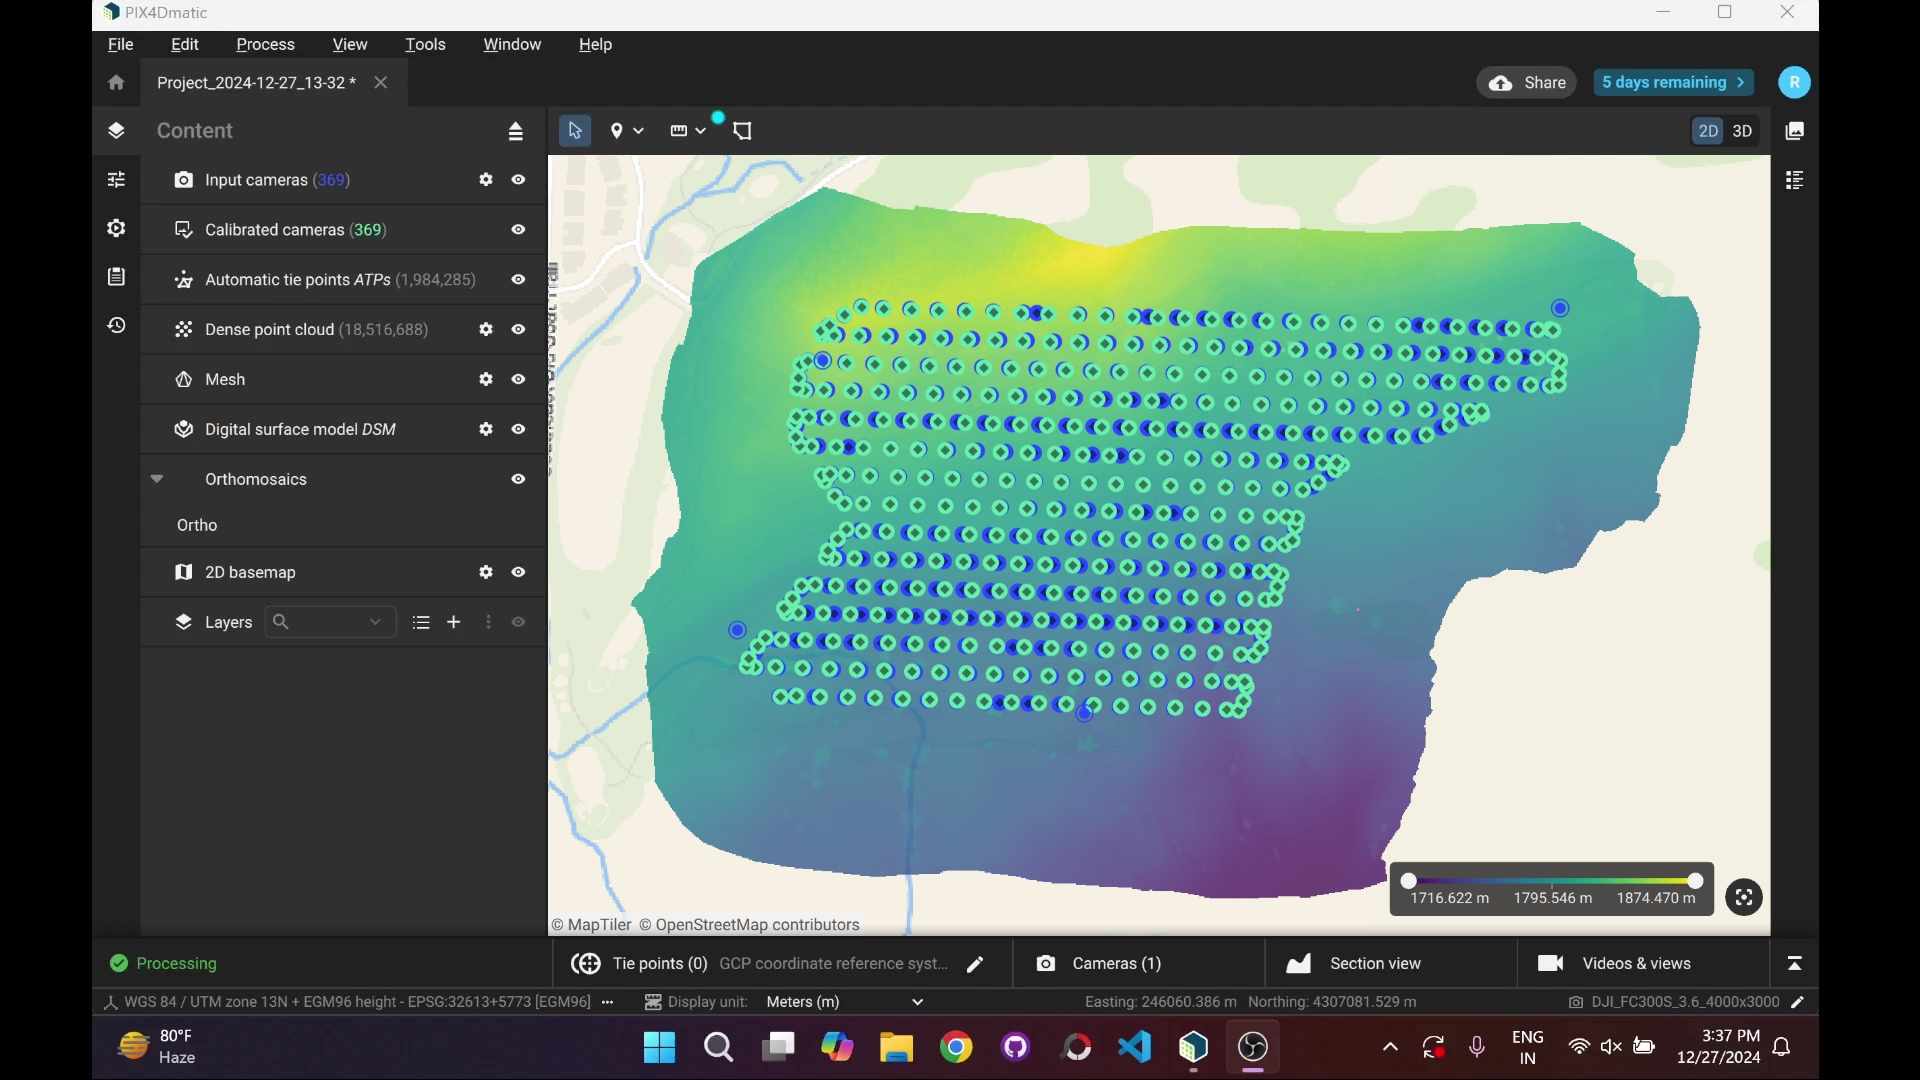 PIX4Dmatic
File Edit Process View Tools Window Help
Project_2024-12-27_13-32 *
Share
5 days remaining >
R
Content
2D 3D
Input cameras (369)
Calibrated cameras (369)
Automatic tie points ATPs (1,984,285)
Dense point cloud (18,516,688)
Mesh
Digital surface model DSM
Orthomosaics
Ortho
2D basemap
Layers
1716.622 m 1795.546 m 1874.470 m
© MapTiler © OpenStreetMap contributors
Processing
Tie points (0) GCP coordinate reference syst...
Cameras (1)
Section view
Videos & views
WGS 84 / UTM zone 13N + EGM96 height - EPSG:32613+5773 [EGM96] ...
Display unit: Meters (m)
Easting: 246060.386 m Northing: 4307081.529 m
DJI_FC300S_3.6_4000x3000
80°F
Haze
ENG
IN
3:37 PM
12/27/2024